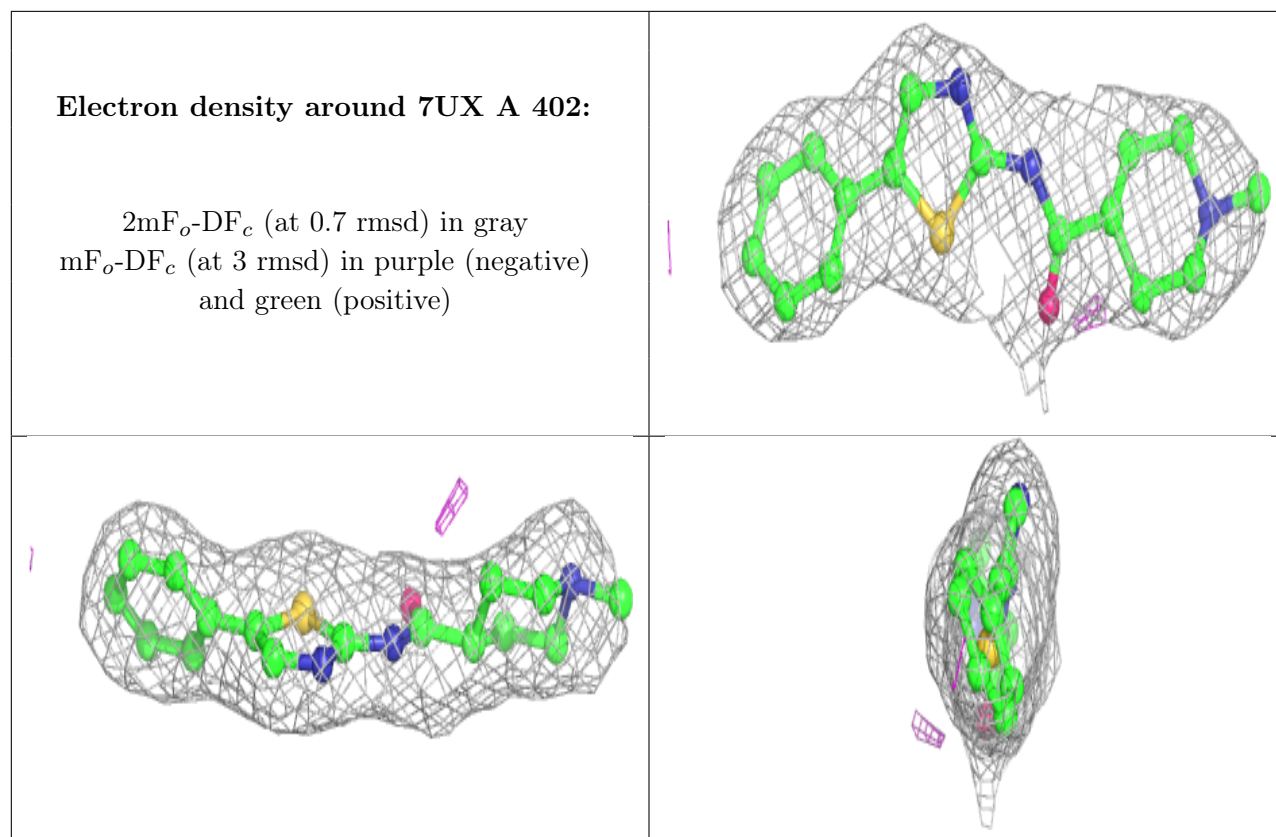 Electron density around 7UX A 402:
2mFo-DFc (at 0.7 rmsd) in gray
mFo-DFc (at 3 rmsd) in purple (negative)
and green (positive)